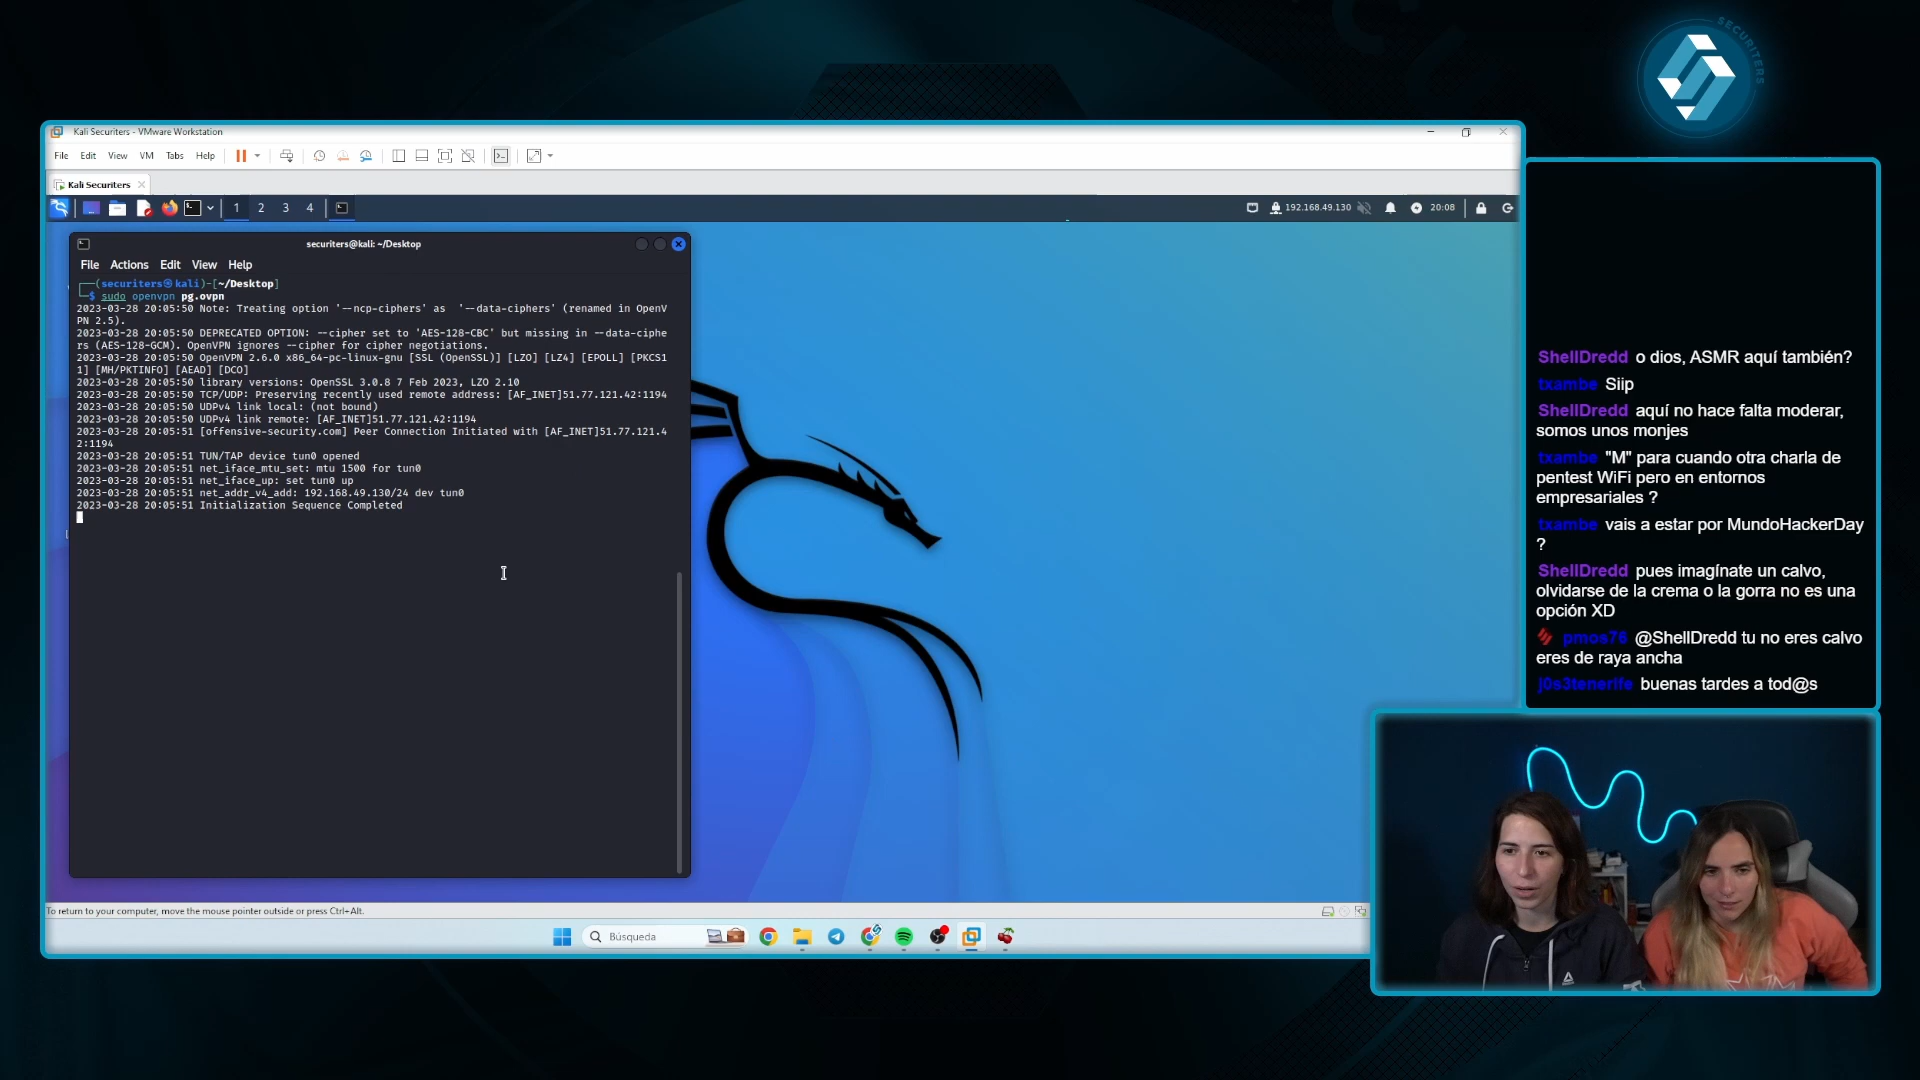 SECURITERS
Kali Securiters - VMware Workstation
File Edit View VM Tabs Help
Kali Securiters
1 2 3 4
192.168.49.130
20:08
securiters@kali: ~/Desktop
File Actions Edit View Help
┌──(securiters㉿kali)-[~/Desktop]
└─$ sudo openvpn pg.ovpn
2023-03-28 20:05:50 Note: Treating option '--ncp-ciphers' as  '--data-ciphers' (renamed in OpenV
PN 2.5).
2023-03-28 20:05:50 DEPRECATED OPTION: --cipher set to 'AES-128-CBC' but missing in --data-ciphe
rs (AES-128-GCM). OpenVPN ignores --cipher for cipher negotiations.
2023-03-28 20:05:50 OpenVPN 2.6.0 x86_64-pc-linux-gnu [SSL (OpenSSL)] [LZO] [LZ4] [EPOLL] [PKCS1
1] [MH/PKTINFO] [AEAD] [DCO]
2023-03-28 20:05:50 library versions: OpenSSL 3.0.8 7 Feb 2023, LZO 2.10
2023-03-28 20:05:50 TCP/UDP: Preserving recently used remote address: [AF_INET]51.77.121.42:1194
2023-03-28 20:05:50 UDPv4 link local: (not bound)
2023-03-28 20:05:50 UDPv4 link remote: [AF_INET]51.77.121.42:1194
2023-03-28 20:05:51 [offensive-security.com] Peer Connection Initiated with [AF_INET]51.77.121.4
2:1194
2023-03-28 20:05:51 TUN/TAP device tun0 opened
2023-03-28 20:05:51 net_iface_mtu_set: mtu 1500 for tun0
2023-03-28 20:05:51 net_iface_up: set tun0 up
2023-03-28 20:05:51 net_addr_v4_add: 192.168.49.130/24 dev tun0
2023-03-28 20:05:51 Initialization Sequence Completed
To return to your computer, move the mouse pointer outside or press Ctrl+Alt.
Búsqueda
ShellDredd o dios, ASMR aquí también?
txambe Siip
ShellDredd aquí no hace falta moderar,
somos unos monjes
txambe "M" para cuando otra charla de
pentest WiFi pero en entornos
empresariales ?
txambe vais a estar por MundoHackerDay
?
ShellDredd pues imagínate un calvo,
olvidarse de la crema o la gorra no es una
opción XD
pmos76 @ShellDredd tu no eres calvo
eres de raya ancha
j0s3tenerife buenas tardes a tod@s